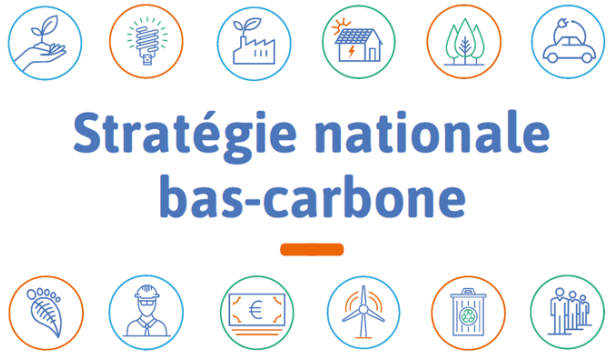 Stratégie nationale
bas-carbone
€